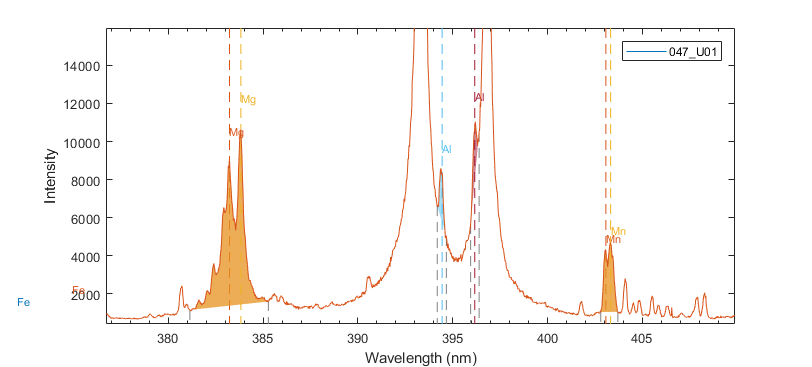 047_U01
14000
12000
10000
8000
6000
4000
2000
Intensity
Mg
Mg
Al
Al
Mn
Mn
Fe
Fe
380
385
390
395
400
405
Wavelength (nm)